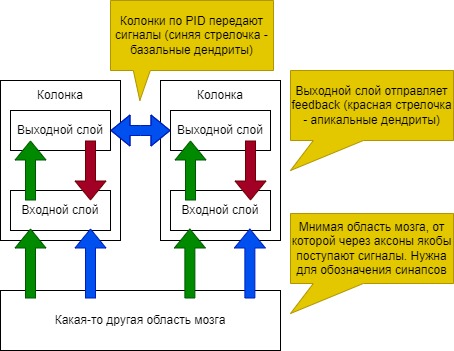 Колонки по PID передают
сигналы (синяя стрелочка -
базальные дендриты)
Колонка
Колонка
Выходной слой
Выходной слой
Выходной слой отправляет
feedback (красная стрелочка
- апикальные дендриты)
Входной слой
Входной слой
Мнимая область мозга, от
которой через аксоны якобы
поступают сигналы. Нужна
для обозначения синапсов
Какая-то другая область мозга